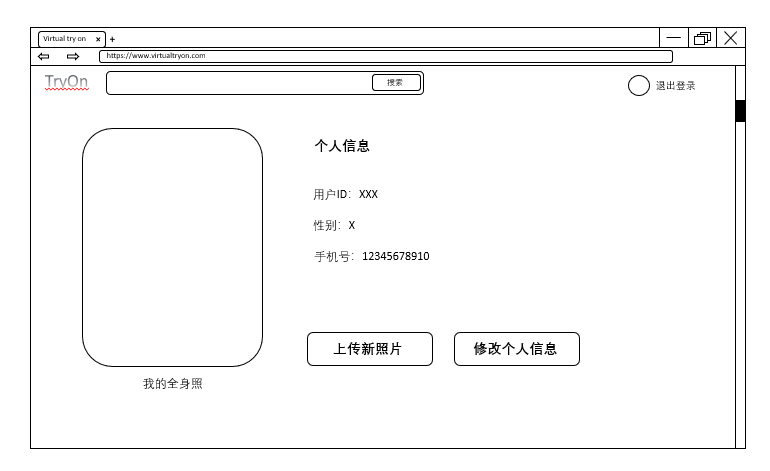 Virtual try on x +
https://www.virtualtryon.com
TryOn
搜索
退出登录
个人信息
用户ID：XXX
性别：X
手机号：12345678910
上传新照片
修改个人信息
我的全身照